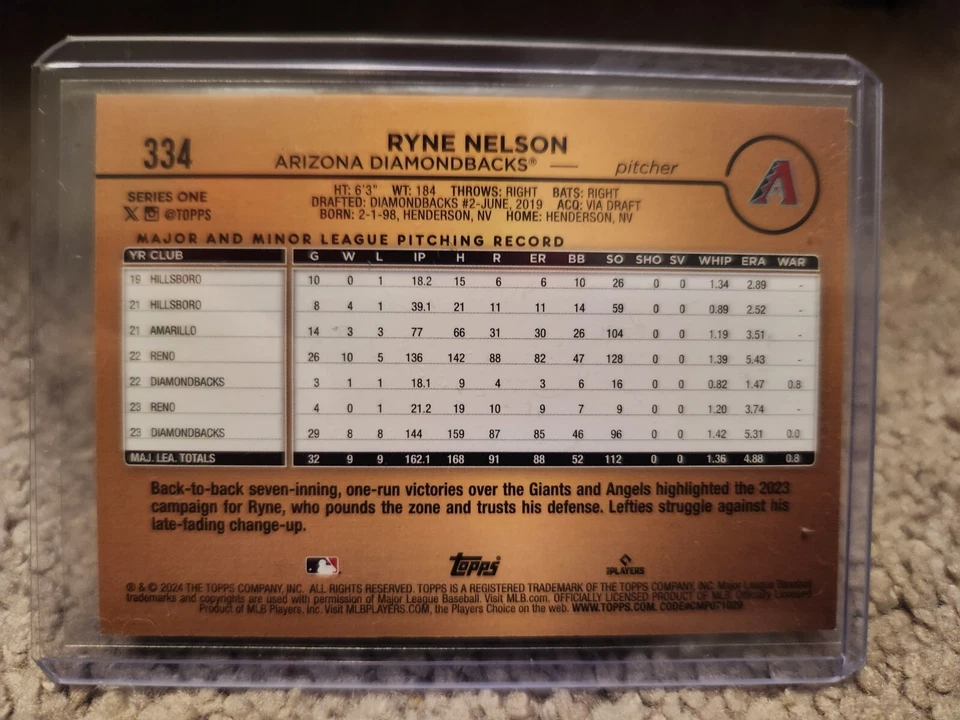 334
RYNE NELSON
ARIZONA DIAMONDBACKS® — pitcher
A
SERIES ONE
X @TOPPS
HT: 6'3" WT: 184 THROWS: RIGHT BATS: RIGHT
DRAFTED: DIAMONDBACKS #2-JUNE, 2019 ACQ: VIA DRAFT
BORN: 2-1-98, HENDERSON, NV HOME: HENDERSON, NV
MAJOR AND MINOR LEAGUE PITCHING RECORD
YR CLUB G W L IP H R ER BB SO SHO SV WHIP ERA WAR
19 HILLSBORO 10 0 1 18.2 15 6 6 10 26 0 0 1.34 2.89 -
21 HILLSBORO 8 4 1 39.1 21 11 11 14 59 0 0 0.89 2.52 -
21 AMARILLO 14 3 3 77 66 31 30 26 104 0 0 1.19 3.51 -
22 RENO 26 10 5 136 142 88 82 47 128 0 0 1.39 5.43 -
22 DIAMONDBACKS 3 1 1 18.1 9 4 3 6 16 0 0 0.82 1.47 0.8
23 RENO 4 0 1 21.2 19 10 9 7 9 0 0 1.20 3.74 -
23 DIAMONDBACKS 29 8 8 144 159 87 85 46 96 0 0 1.42 5.31 0.0
MAJ. LEA. TOTALS 32 9 9 162.1 168 91 88 52 112 0 0 1.36 4.88 0.8
Back-to-back seven-inning, one-run victories over the Giants and Angels highlighted the 2023
campaign for Ryne, who pounds the zone and trusts his defense. Lefties struggle against his
late-fading change-up.
Topps
PLAYERS
® & © 2024 THE TOPPS COMPANY, INC. ALL RIGHTS RESERVED. TOPPS IS A REGISTERED TRADEMARK OF THE TOPPS COMPANY, INC. Major League Baseball
trademarks and copyrights are used with permission of Major League Baseball. Visit MLB.com. OFFICIALLY LICENSED PRODUCT OF MLB Officially Licensed
Product of MLB Players, Inc. Visit MLBPLAYERS.COM, the Players Choice on the web. WWW.TOPPS.COM. CODE#CMP071089